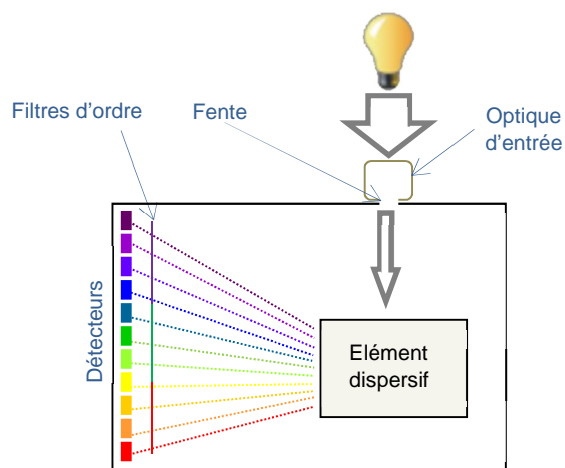 Filtres d'ordre
Fente
Optique
d'entrée
Détecteurs
Elément
dispersif